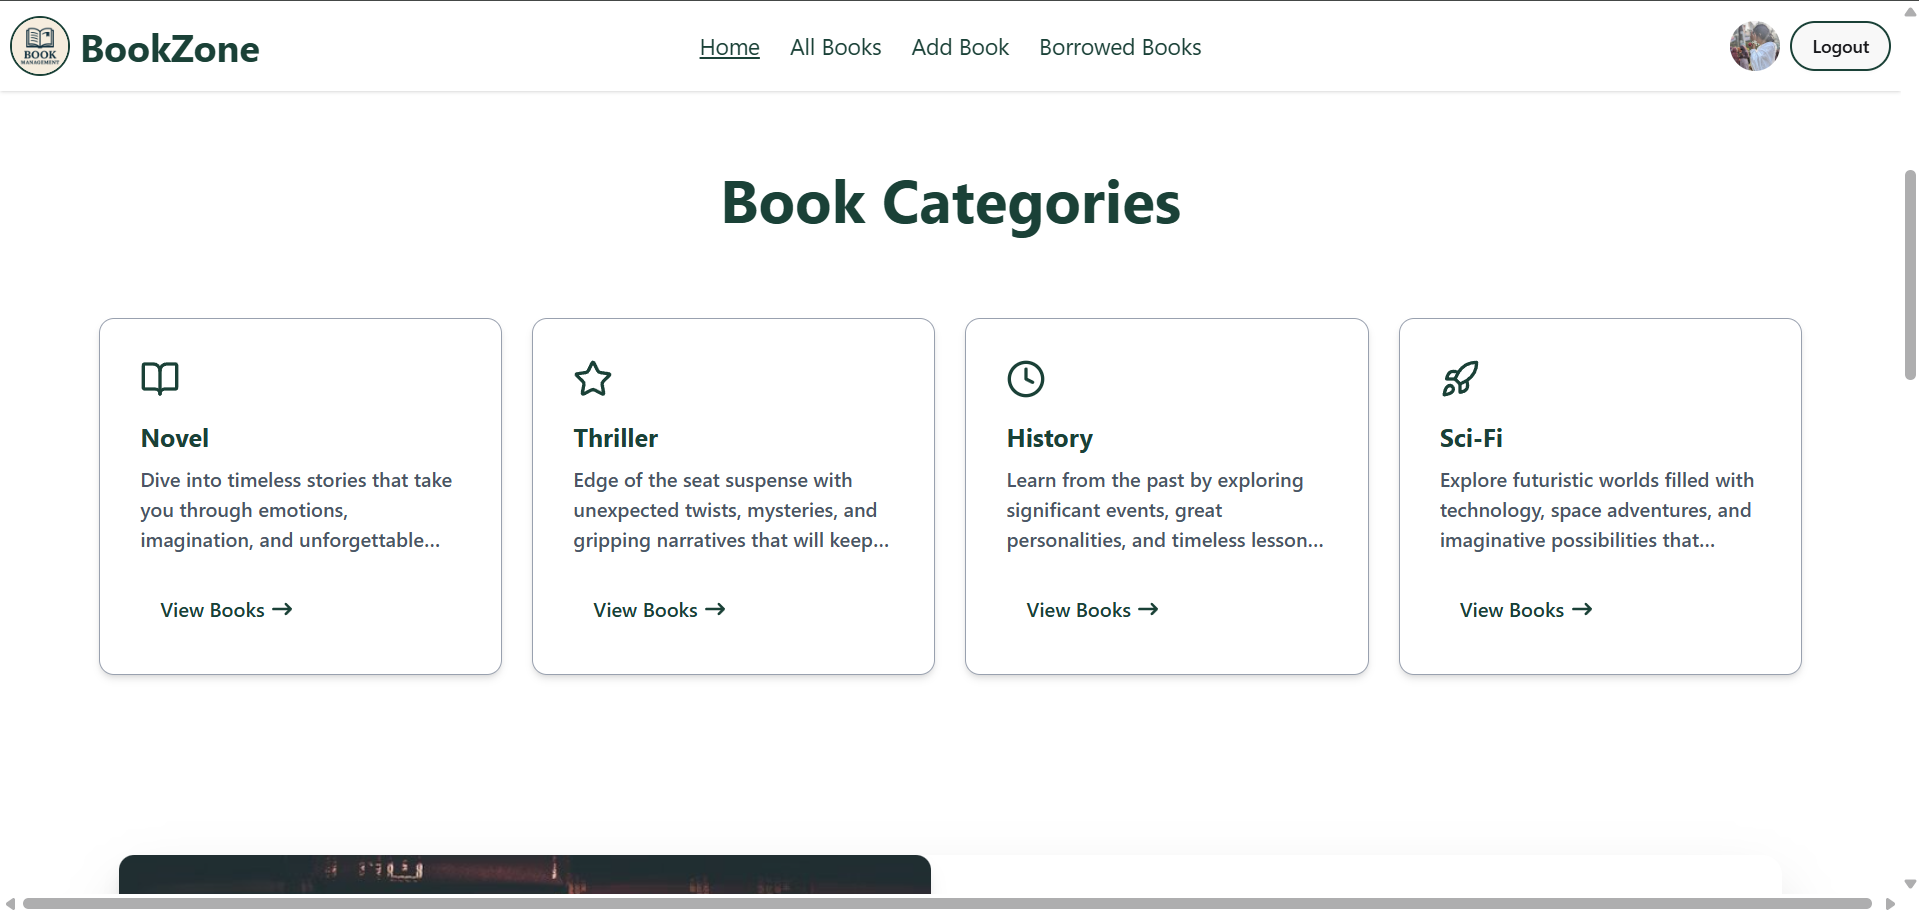 BOOK
MANAGEMENT
BookZone
Home
All Books
Add Book
Borrowed Books
Logout
Book Categories
Novel
Dive into timeless stories that take
you through emotions,
imagination, and unforgettable...
View Books
Thriller
Edge of the seat suspense with
unexpected twists, mysteries, and
gripping narratives that will keep...
View Books
History
Learn from the past by exploring
significant events, great
personalities, and timeless lesson...
View Books
Sci-Fi
Explore futuristic worlds filled with
technology, space adventures, and
imaginative possibilities that...
View Books